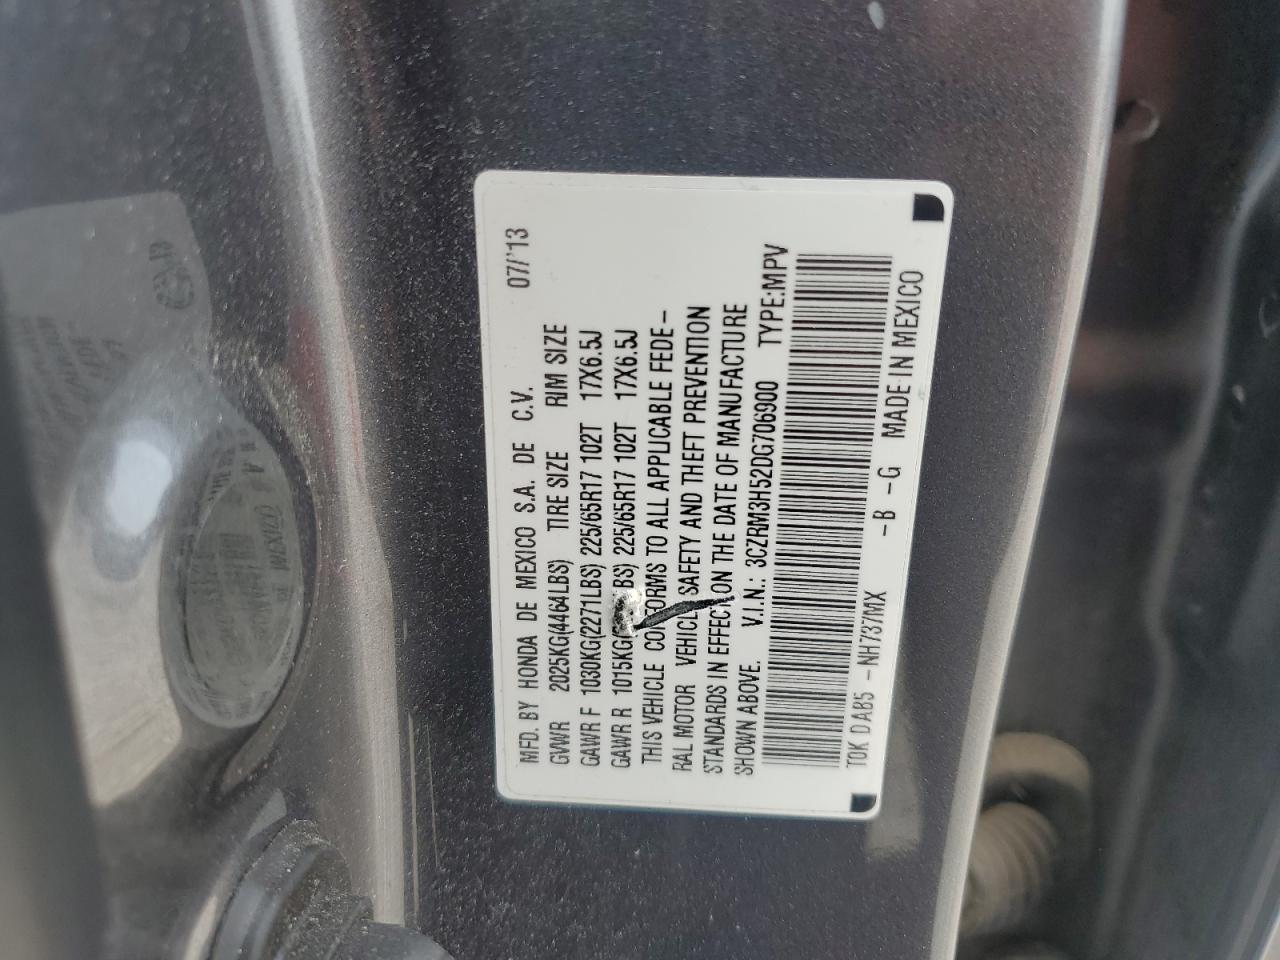 MFD. BY HONDA DE MEXICO S.A. DE C.V. 07/'13
GVWR 2025KG(4464LBS) TIRE SIZE RIM SIZE
GAWR F 1030KG(2271LBS) 225/65R17 102T 17X6.5J
GAWR R 1015KG( LBS) 225/65R17 102T 17X6.5J
THIS VEHICLE CONFORMS TO ALL APPLICABLE FEDE-
RAL MOTOR VEHICLE SAFETY AND THEFT PREVENTION
STANDARDS IN EFFECT ON THE DATE OF MANUFACTURE
SHOWN ABOVE. V.I.N.: 3CZRM3H52DG706900 TYPE:MPV
TOK D AB5 -NH737MX -B -G MADE IN MEXICO